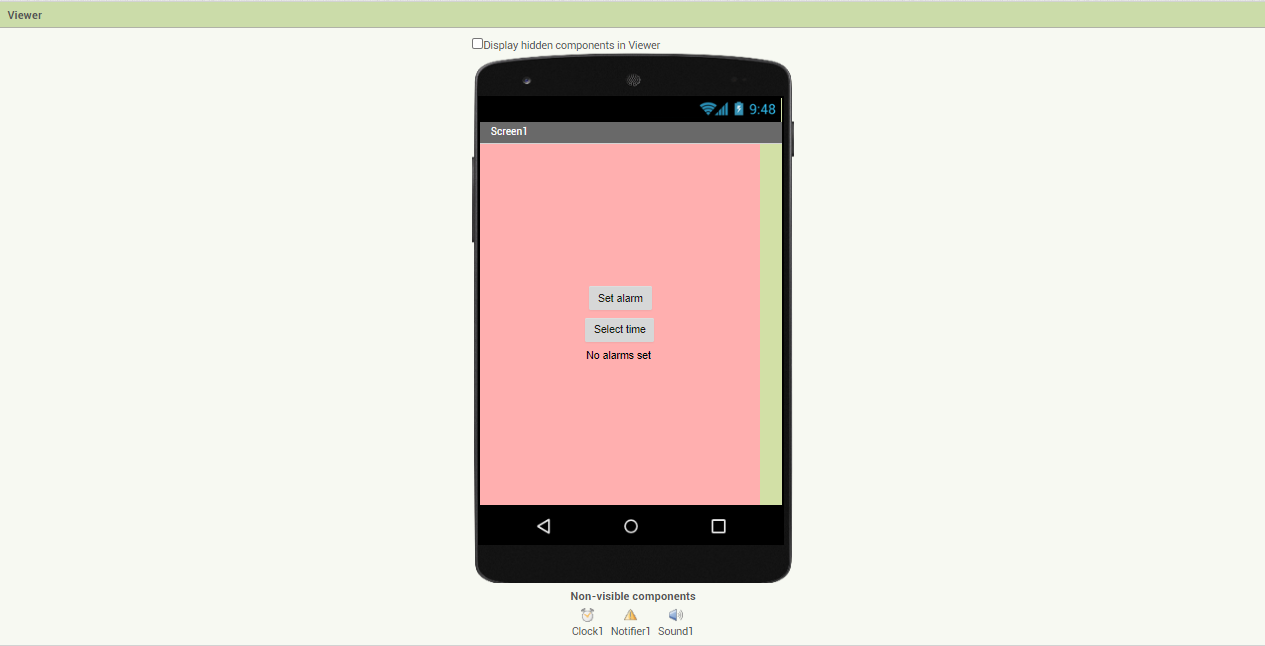 Viewer
Display hidden components in Viewer
9:48
Screen1
Set alarm
Select time
No alarms set
Non-visible components
Clock1 Notifier1 Sound1